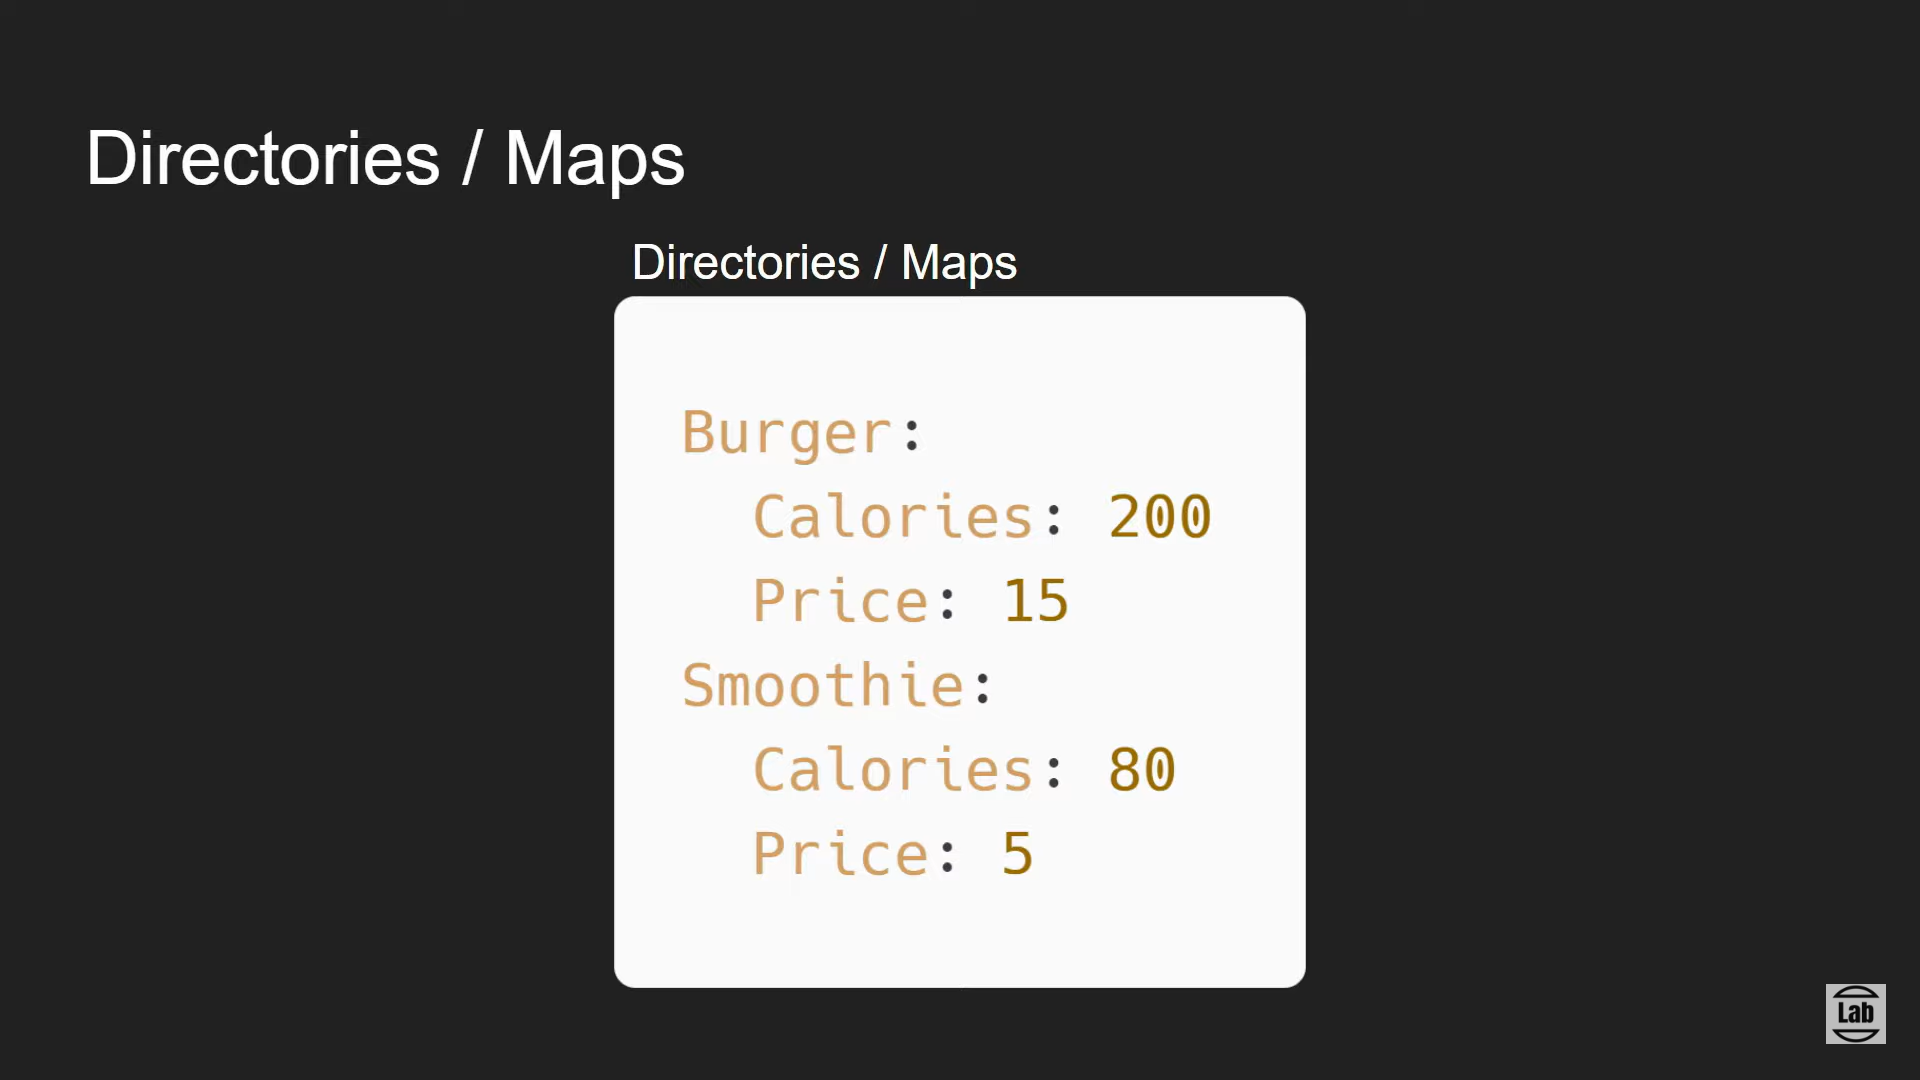 Directories / Maps
Directories / Maps
Burger:
  Calories: 200
  Price: 15
Smoothie:
  Calories: 80
  Price: 5
Lab